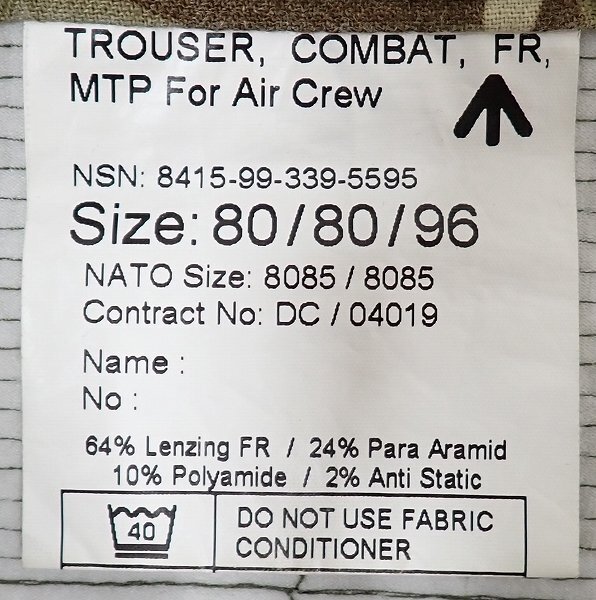 TROUSER, COMBAT, FR,
MTP For Air Crew
NSN: 8415-99-339-5595
Size: 80/80/96
NATO Size: 8085 / 8085
Contract No: DC / 04019
Name :
No :
64% Lenzing FR / 24% Para Aramid
10% Polyamide / 2% Anti Static
40
DO NOT USE FABRIC
CONDITIONER